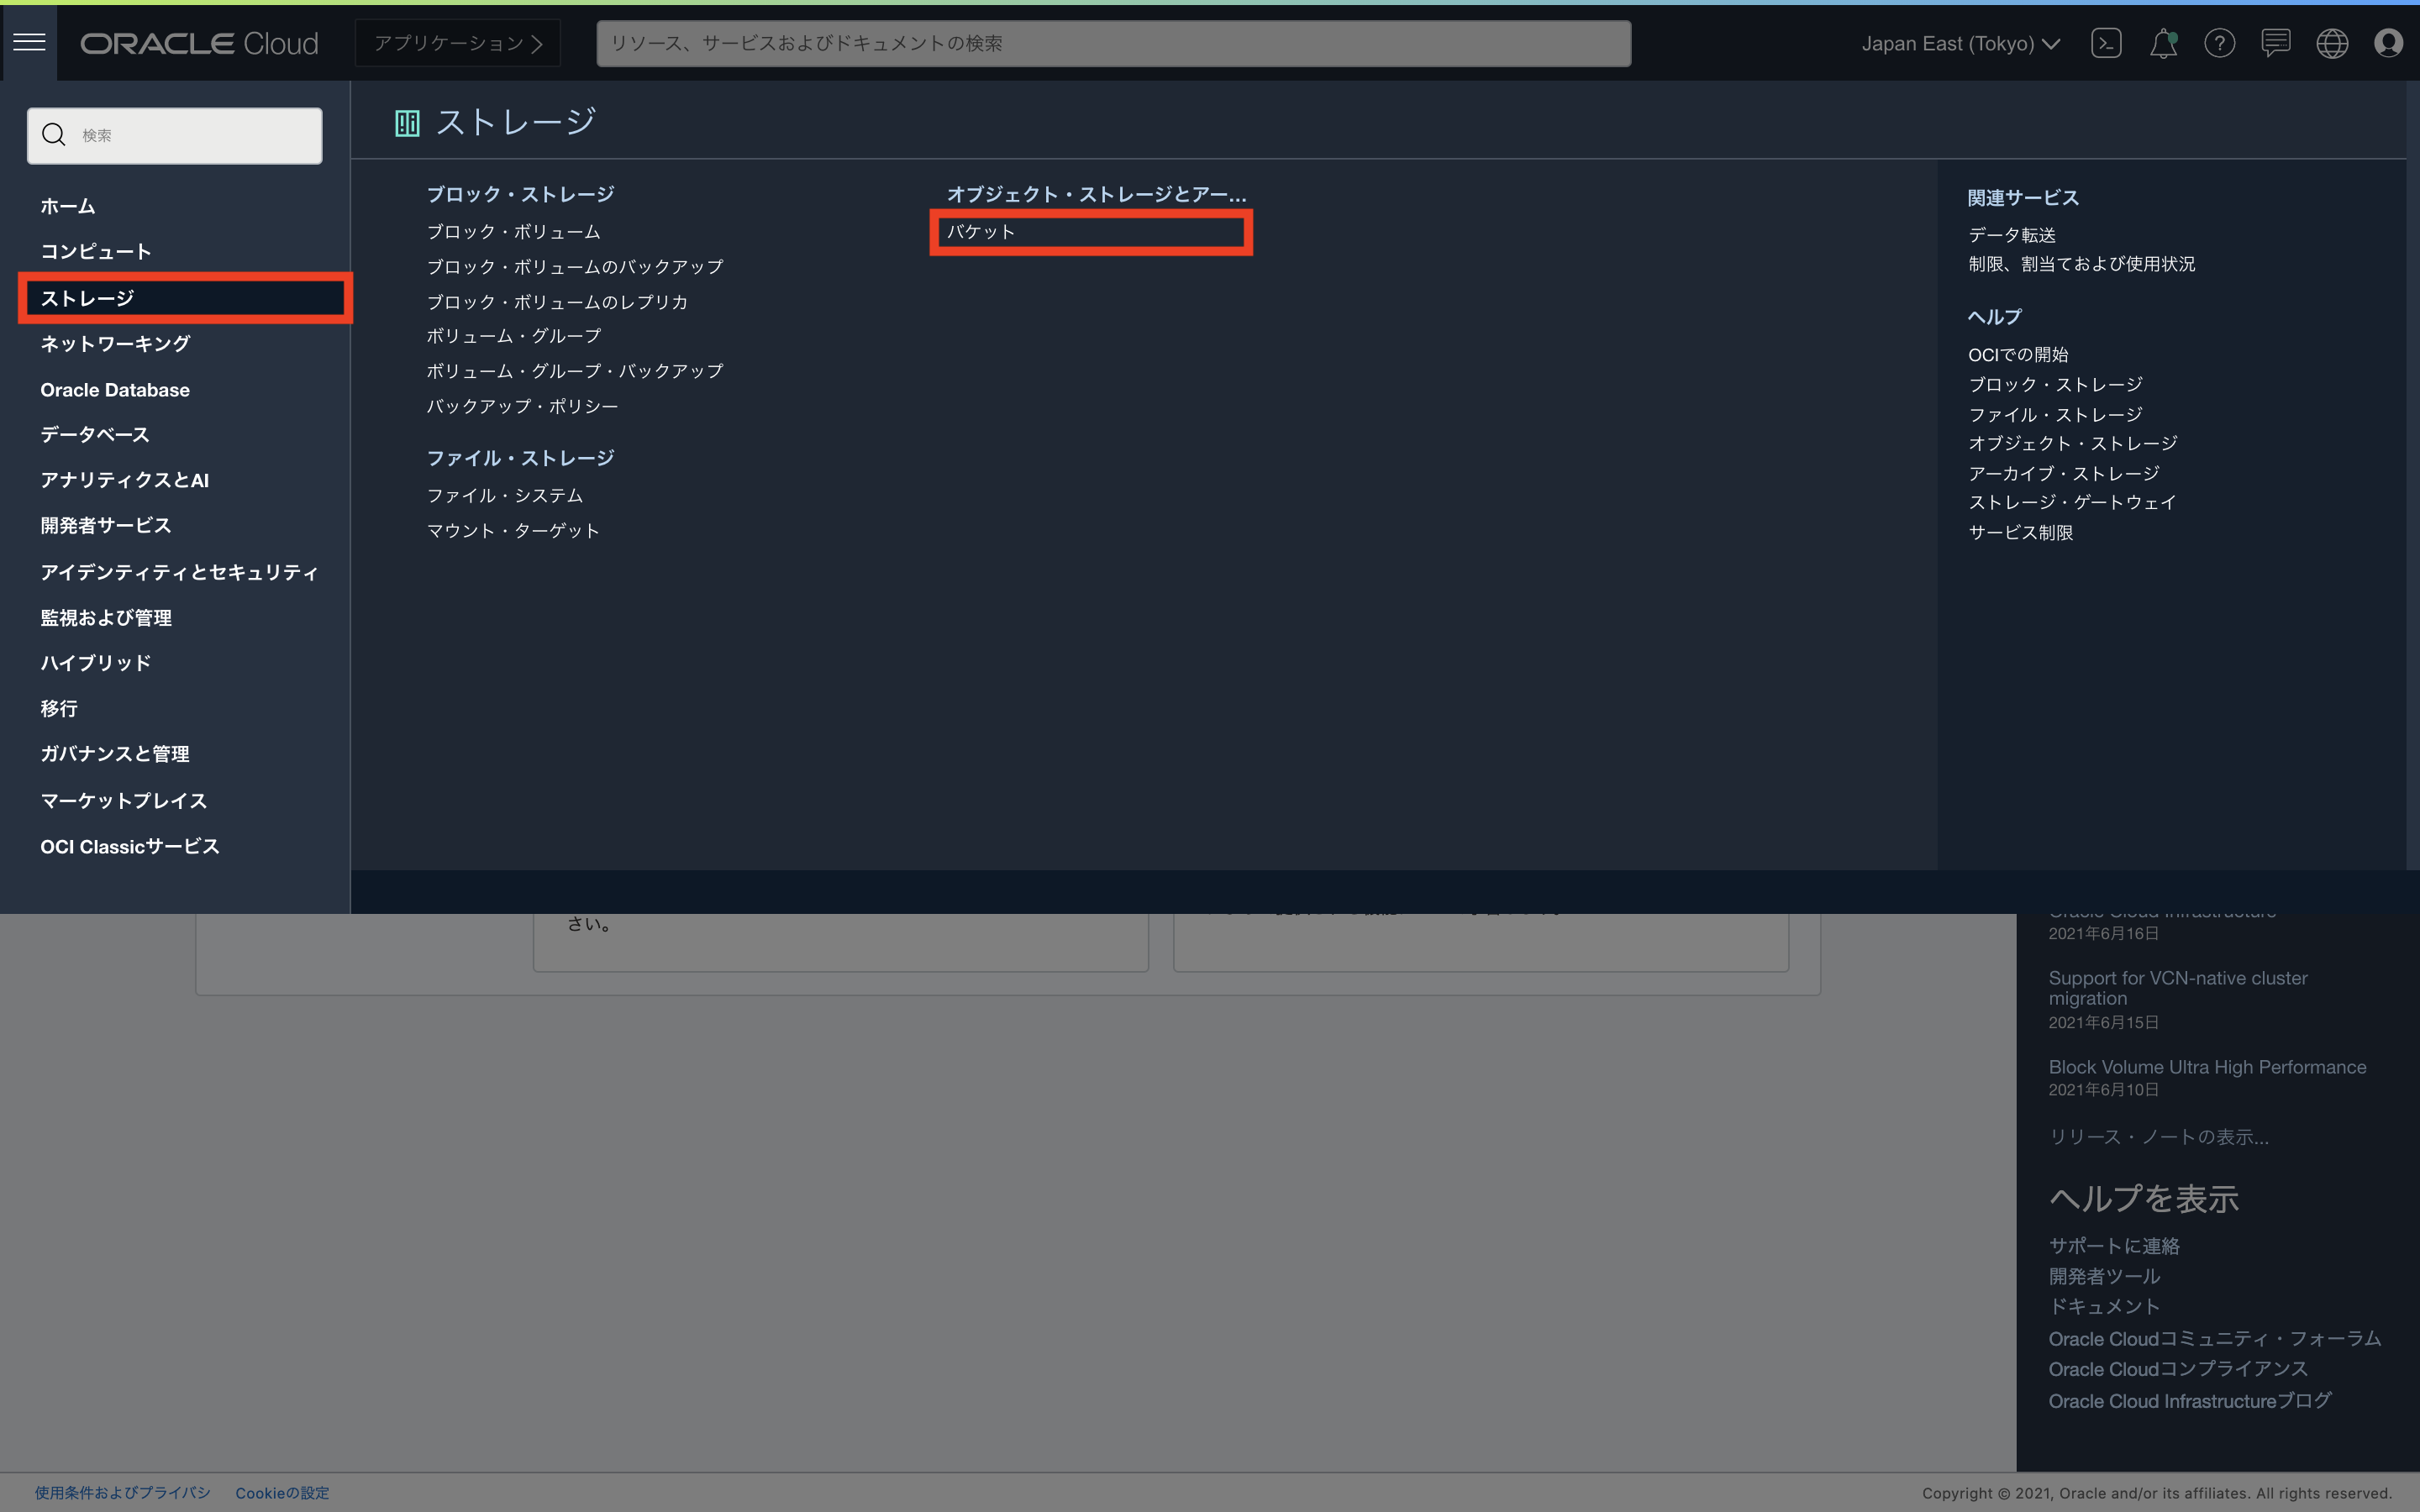 ORACLE Cloud
アプリケーション
リソース、サービスおよびドキュメントの検索
Japan East (Tokyo)
検索
ホーム
コンピュート
ストレージ
ネットワーキング
Oracle Database
データベース
アナリティクスとAI
開発者サービス
アイデンティティとセキュリティ
監視および管理
ハイブリッド
移行
ガバナンスと管理
マーケットプレイス
OCI Classicサービス
ストレージ
ブロック・ストレージ
ブロック・ボリューム
ブロック・ボリュームのバックアップ
ブロック・ボリュームのレプリカ
ボリューム・グループ
ボリューム・グループ・バックアップ
バックアップ・ポリシー
ファイル・ストレージ
ファイル・システム
マウント・ターゲット
オブジェクト・ストレージとアー...
バケット
関連サービス
データ転送
制限、割当ておよび使用状況
ヘルプ
OCIでの開始
ブロック・ストレージ
ファイル・ストレージ
オブジェクト・ストレージ
アーカイブ・ストレージ
ストレージ・ゲートウェイ
サービス制限
さい。
Oracle Cloud Infrastructure
2021年6月16日
Support for VCN-native cluster
migration
2021年6月15日
Block Volume Ultra High Performance
2021年6月10日
リリース・ノートの表示...
ヘルプを表示
サポートに連絡
開発者ツール
ドキュメント
Oracle Cloudコミュニティ・フォーラム
Oracle Cloudコンプライアンス
Oracle Cloud Infrastructureブログ
使用条件およびプライバシ
Cookieの設定
Copyright © 2021, Oracle and/or its affiliates. All rights reserved.